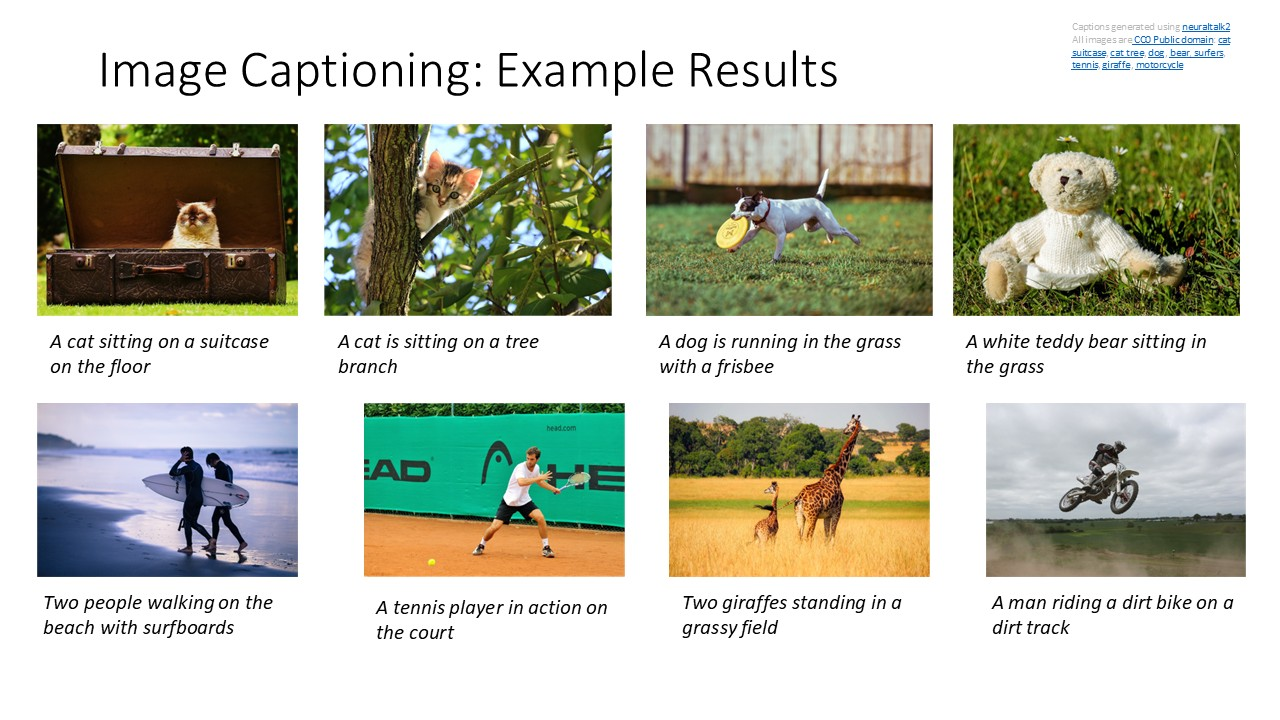 Captions generated using neuraltalk2
All images are CC0 Public domain: cat
suitcase, cat tree, dog, bear, surfers,
tennis, giraffe, motorcycle
Image Captioning: Example Results
A cat sitting on a suitcase
on the floor
A cat is sitting on a tree
branch
A dog is running in the grass
with a frisbee
A white teddy bear sitting in
the grass
head.com
EAD
HE
Two people walking on the
beach with surfboards
A tennis player in action on
the court
Two giraffes standing in a
grassy field
A man riding a dirt bike on a
dirt track